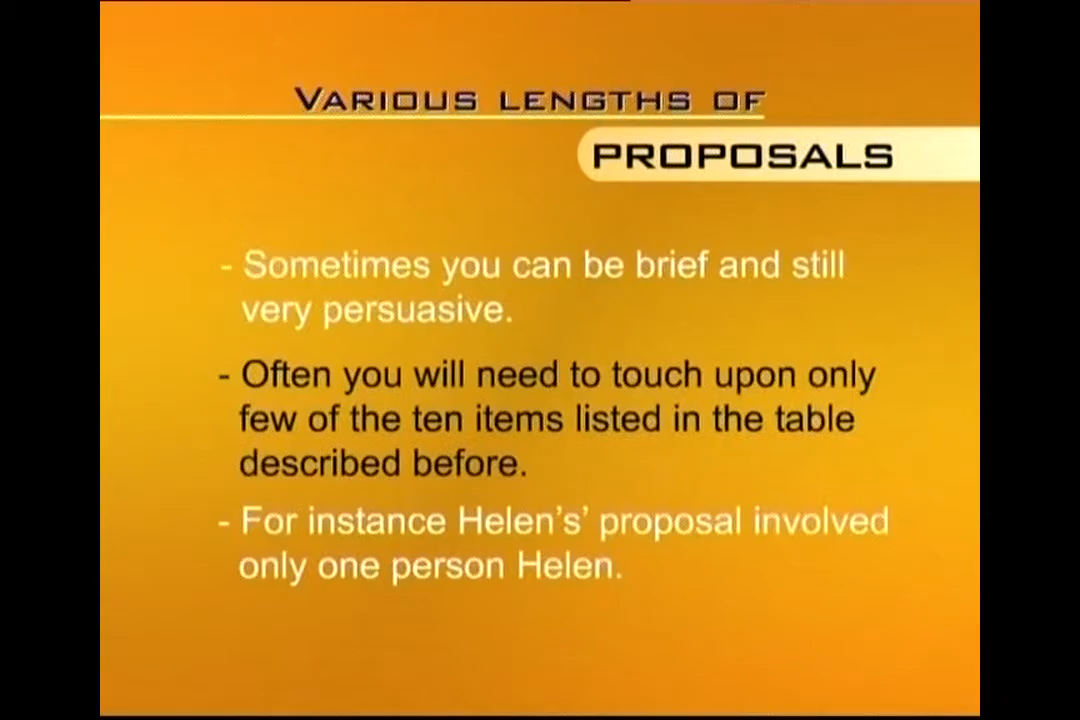 VARIOUS LENGTHS OF
PROPOSALS
- Sometimes you can be brief and still
very persuasive.
- Often you will need to touch upon only
few of the ten items listed in the table
described before.
- For instance Helen’s’ proposal involved
only one person Helen.